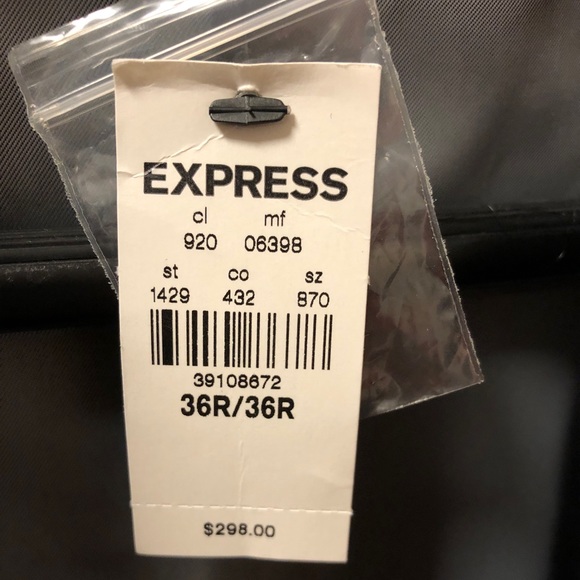 EXPRESS
cl mf
920 06398
st co sz
1429 432 870
39108672
36R/36R
$298.00